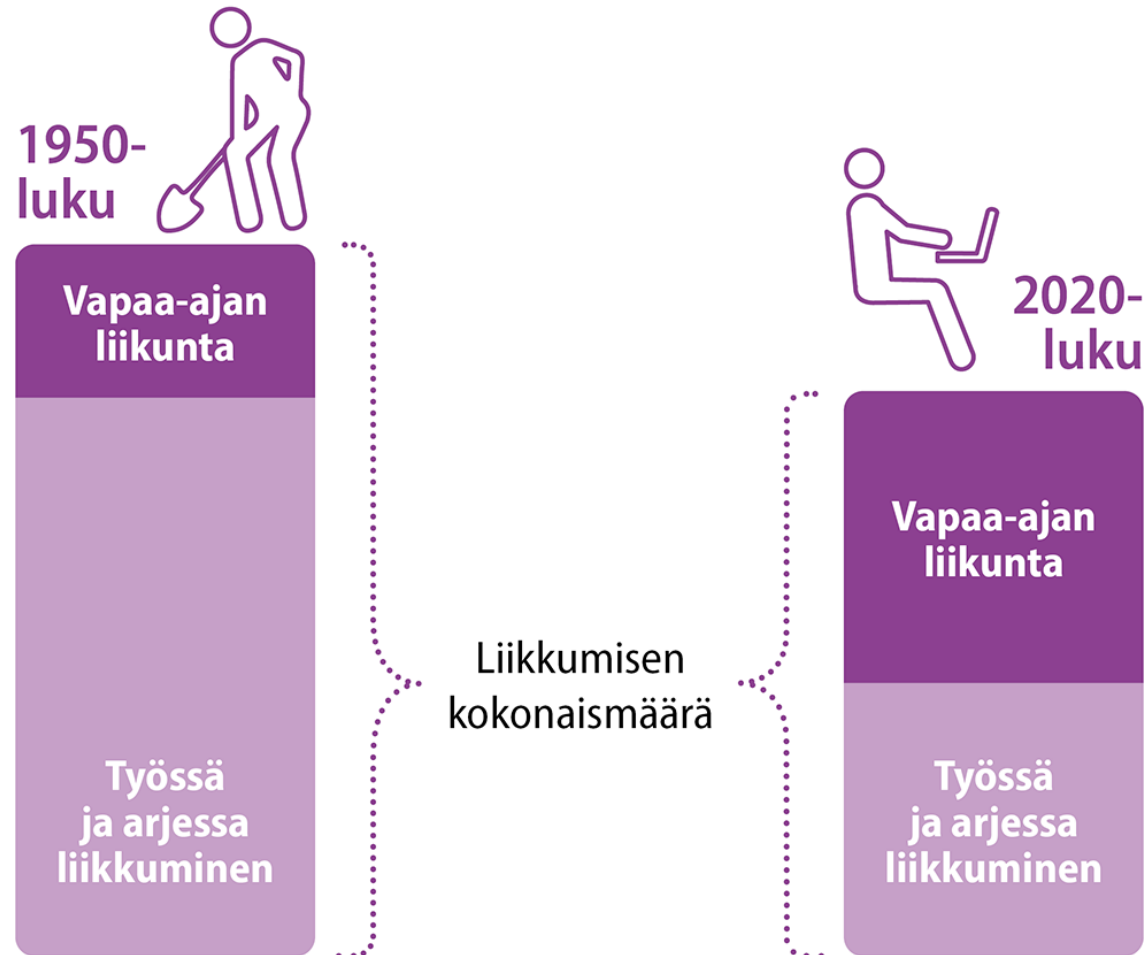 1950-
luku
Vapaa-ajan
liikunta
Työssä
ja arjessa
liikkuminen
Liikkumisen
kokonaismäärä
2020-
luku
Vapaa-ajan
liikunta
Työssä
ja arjessa
liikkuminen